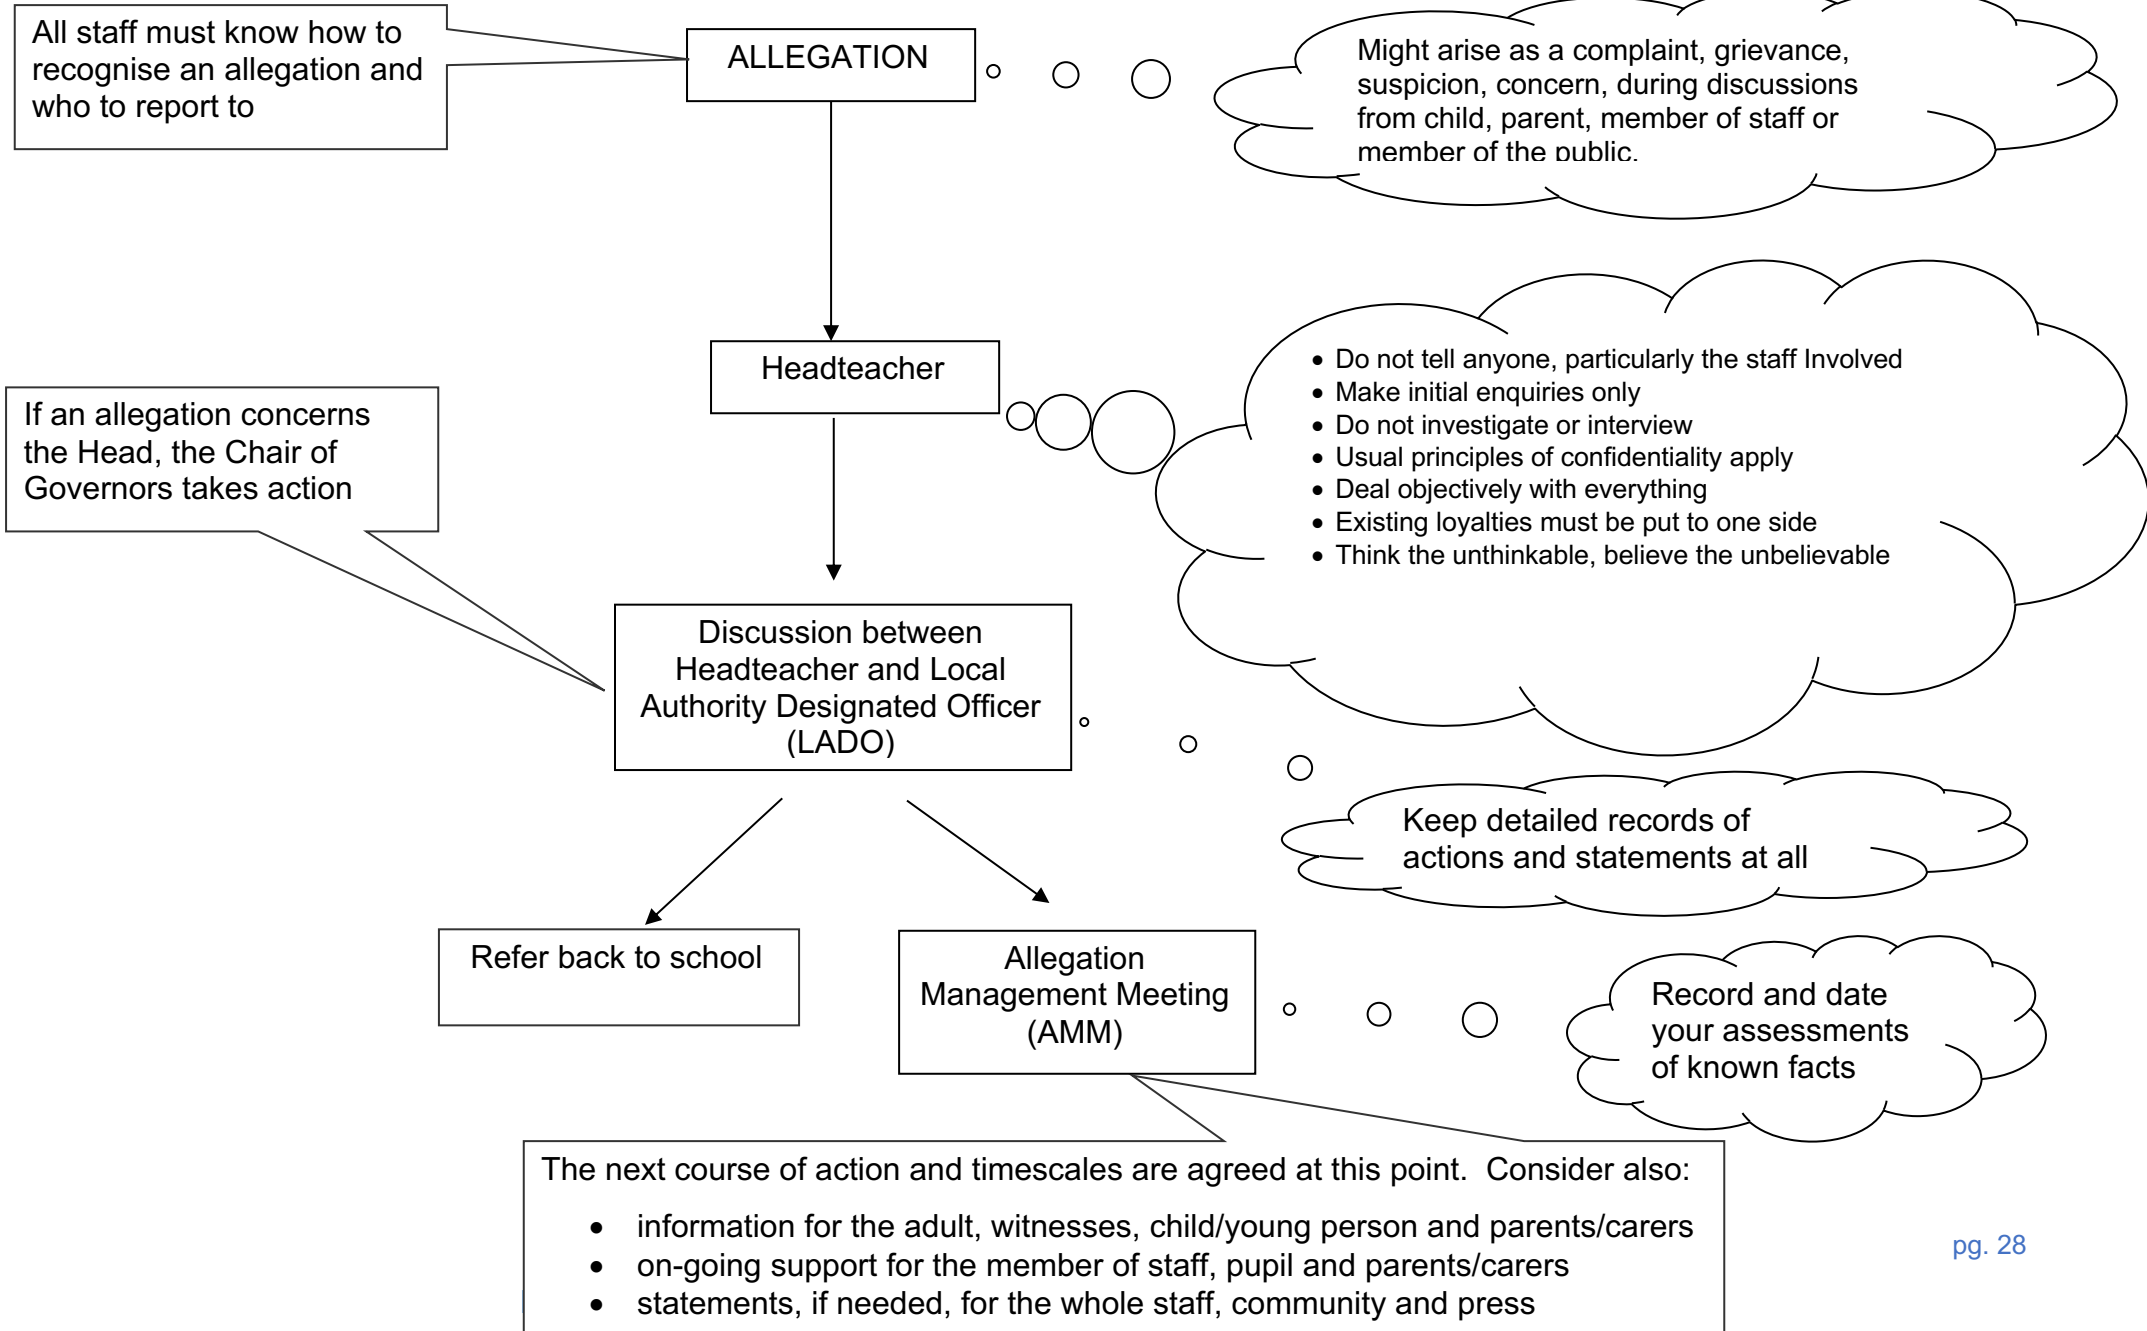 All staff must know how to
recognise an allegation and
who to report to
ALLEGATION
Might arise as a complaint, grievance,
suspicion, concern, during discussions
from child, parent, member of staff or
member of the public.
Headteacher
• Do not tell anyone, particularly the staff Involved
• Make initial enquiries only
• Do not investigate or interview
• Usual principles of confidentiality apply
• Deal objectively with everything
• Existing loyalties must be put to one side
• Think the unthinkable, believe the unbelievable
If an allegation concerns
the Head, the Chair of
Governors takes action
Discussion between
Headteacher and Local
Authority Designated Officer
(LADO)
Keep detailed records of
actions and statements at all
Refer back to school
Allegation
Management Meeting
(AMM)
Record and date
your assessments
of known facts
The next course of action and timescales are agreed at this point.  Consider also:
• information for the adult, witnesses, child/young person and parents/carers
• on-going support for the member of staff, pupil and parents/carers
• statements, if needed, for the whole staff, community and press
pg. 28